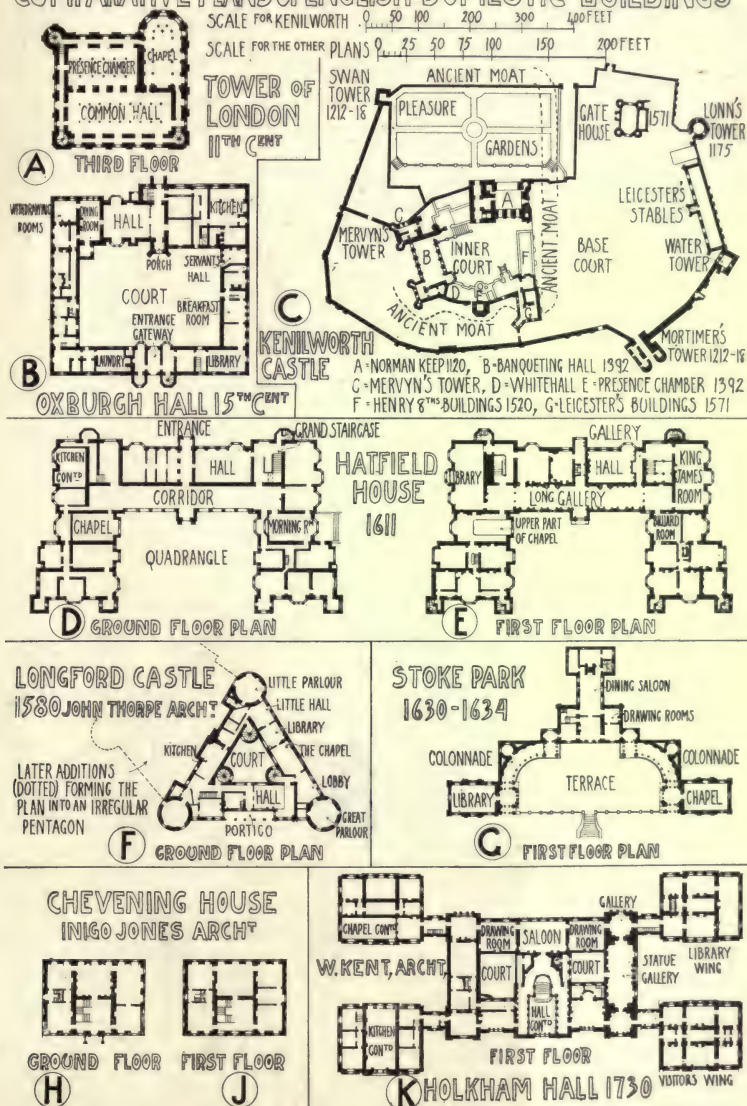 COMPARATIVE PLANS OF ENGLISH DOMESTIC BUILDINGS
SCALE FOR KENILWORTH 0 50 100 200 300 400 FEET
SCALE FOR THE OTHER PLANS 0 25 50 75 100 150 200 FEET
PRESENCE CHAMBER
CHAPEL
COMMON HALL
TOWER OF
LONDON
11TH CENT
A
THIRD FLOOR
WITHDRAWING
ROOMS
DINING
ROOM
HALL
KITCHEN
PORCH
SERVANTS
HALL
COURT
BREAKFAST
ROOM
ENTRANCE
GATEWAY
LAUNDRY
LIBRARY
B
OXBURGH HALL 15TH CENT
SWAN
TOWER
1212-18
ANCIENT MOAT
PLEASURE
GARDENS
GATE
HOUSE
1571
LUNN'S
TOWER
1175
LEICESTER'S
STABLES
WATER
TOWER
A
C
MERVYN'S
TOWER
B
INNER
COURT
F
ANCIENT MOAT
BASE
COURT
D
E
G
ANCIENT MOAT
MORTIMER'S
TOWER 1212-18
C
KENILWORTH
CASTLE
A=NORMAN KEEP 1120, B=BANQUETING HALL 1392
C=MERVYN'S TOWER, D=WHITEHALL E=PRESENCE CHAMBER 1392
F=HENRY 8THS BUILDINGS 1520, G=LEICESTER'S BUILDINGS 1571
ENTRANCE
GRAND STAIRCASE
KITCHEN
CONTD
HALL
CORRIDOR
CHAPEL
MORNING RM
QUADRANGLE
D
GROUND FLOOR PLAN
HATFIELD
HOUSE
1611
GALLERY
LIBRARY
HALL
KING
JAMES
ROOM
LONG GALLERY
UPPER PART
OF CHAPEL
BILLIARD
ROOM
E
FIRST FLOOR PLAN
LONGFORD CASTLE
1580 JOHN THORPE ARCHT
LITTLE PARLOUR
LITTLE HALL
LIBRARY
THE CHAPEL
KITCHEN
COURT
LOBBY
LATER ADDITIONS
(DOTTED) FORMING THE
PLAN INTO AN IRREGULAR
PENTAGON
HALL
GREAT
PARLOUR
PORTICO
F
GROUND FLOOR PLAN
STOKE PARK
1630-1634
DINING SALOON
DRAWING ROOMS
COLONNADE
COLONNADE
TERRACE
LIBRARY
CHAPEL
G
FIRST FLOOR PLAN
CHEVENING HOUSE
INIGO JONES ARCHT
GROUND FLOOR
FIRST FLOOR
H
J
CHAPEL CONTD
W. KENT, ARCHT,
KITCHEN
CONTD
DRAWING
ROOM
SALOON
DRAWING
ROOM
GALLERY
COURT
COURT
HALL
CONTD
STATUE
GALLERY
LIBRARY
WING
VISITORS WING
FIRST FLOOR
K
HOLKHAM HALL 1730